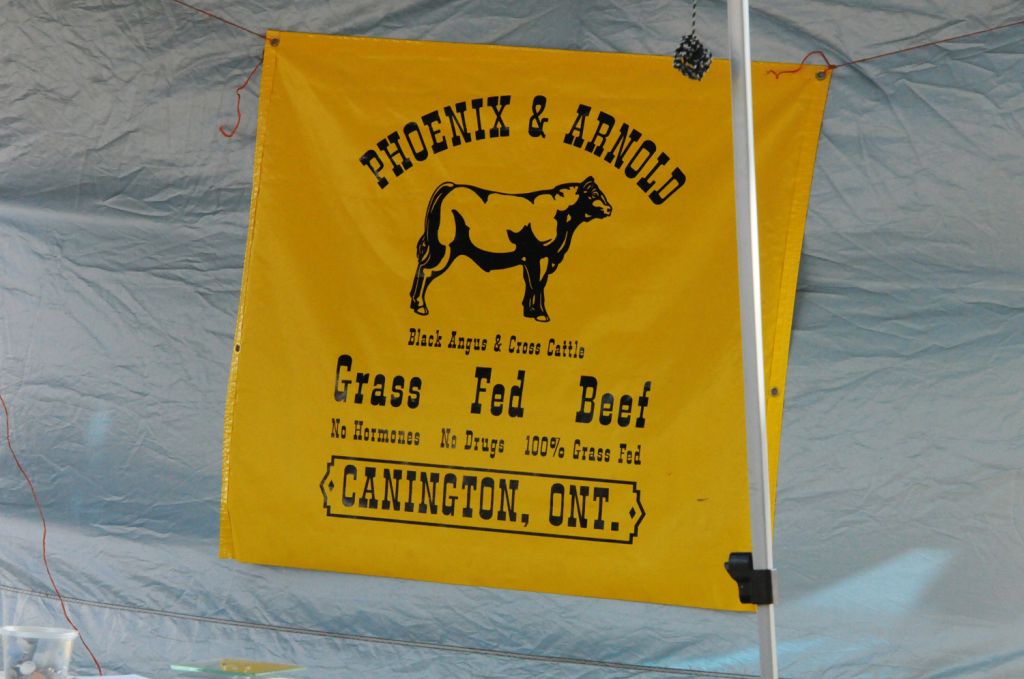 PHOENIX & ARNOLD
Black Angus & Cross Cattle
Grass Fed Beef
No Hormones No Drugs 100% Grass Fed
CANINGTON, ONT.